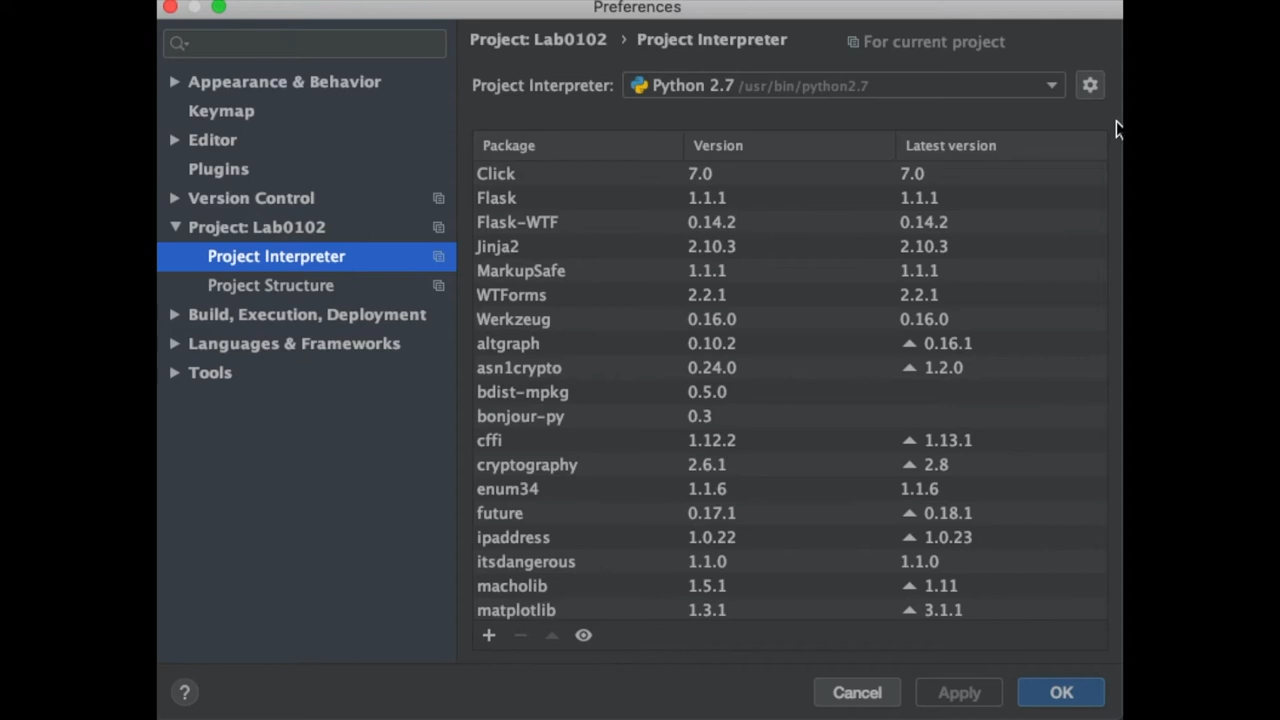 Preferences
Project: Lab0102 › Project Interpreter For current project
Project Interpreter: Python 2.7 /usr/bin/python2.7
Appearance & Behavior
Keymap
Editor
Plugins
Version Control
Project: Lab0102
Project Interpreter
Project Structure
Build, Execution, Deployment
Languages & Frameworks
Tools
Package Version Latest version
Click 7.0 7.0
Flask 1.1.1 1.1.1
Flask-WTF 0.14.2 0.14.2
Jinja2 2.10.3 2.10.3
MarkupSafe 1.1.1 1.1.1
WTForms 2.2.1 2.2.1
Werkzeug 0.16.0 0.16.0
altgraph 0.10.2 0.16.1
asn1crypto 0.24.0 1.2.0
bdist-mpkg 0.5.0
bonjour-py 0.3
cffi 1.12.2 1.13.1
cryptography 2.6.1 2.8
enum34 1.1.6 1.1.6
future 0.17.1 0.18.1
ipaddress 1.0.22 1.0.23
itsdangerous 1.1.0 1.1.0
macholib 1.5.1 1.11
matplotlib 1.3.1 3.1.1
? Cancel Apply OK